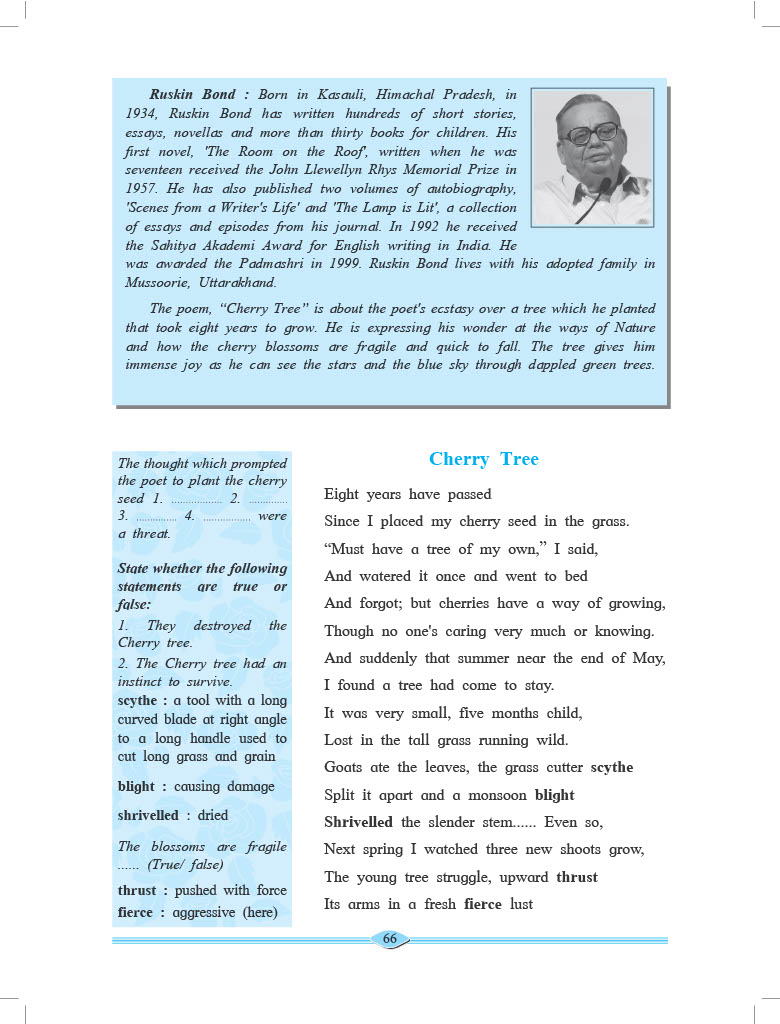 Ruskin Bond : Born in Kasauli, Himachal Pradesh, in
1934, Ruskin Bond has written hundreds of short stories,
essays, novellas and more than thirty books for children. His
first novel, 'The Room on the Roof', written when he was
seventeen received the John Llewellyn Rhys Memorial Prize in
1957. He has also published two volumes of autobiography,
'Scenes from a Writer's Life' and 'The Lamp is Lit', a collection
of essays and episodes from his journal. In 1992 he received
the Sahitya Akademi Award for English writing in India. He
was awarded the Padmashri in 1999. Ruskin Bond lives with his adopted family in
Mussoorie, Uttarakhand.
The poem, “Cherry Tree” is about the poet's ecstasy over a tree which he planted
that took eight years to grow. He is expressing his wonder at the ways of Nature
and how the cherry blossoms are fragile and quick to fall. The tree gives him
immense joy as he can see the stars and the blue sky through dappled green trees.
The thought which prompted
the poet to plant the cherry
seed 1. .................. 2. ..............
3. ............... 4. ................. were
a threat.
State whether the following
statements are true or
false:
1. They destroyed the
Cherry tree.
2. The Cherry tree had an
instinct to survive.
scythe : a tool with a long
curved blade at right angle
to a long handle used to
cut long grass and grain
blight : causing damage
shrivelled : dried
The blossoms are fragile
...... (True/ false)
thrust : pushed with force
fierce : aggressive (here)
Cherry Tree
Eight years have passed
Since I placed my cherry seed in the grass.
“Must have a tree of my own,” I said,
And watered it once and went to bed
And forgot; but cherries have a way of growing,
Though no one's caring very much or knowing.
And suddenly that summer near the end of May,
I found a tree had come to stay.
It was very small, five months child,
Lost in the tall grass running wild.
Goats ate the leaves, the grass cutter scythe
Split it apart and a monsoon blight
Shrivelled the slender stem...... Even so,
Next spring I watched three new shoots grow,
The young tree struggle, upward thrust
Its arms in a fresh fierce lust
66